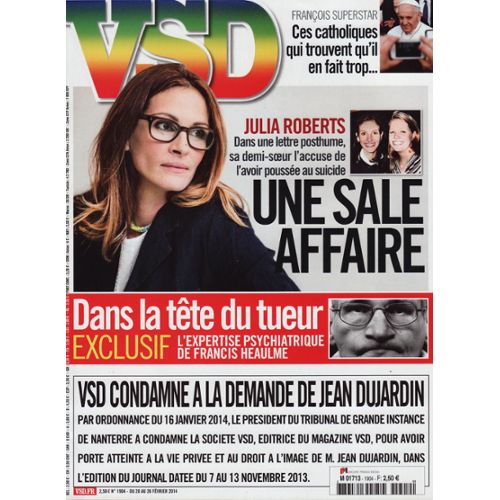 VSD
FRANÇOIS SUPERSTAR
Ces catholiques
qui trouvent qu'il
en fait trop...
JULIA ROBERTS
Dans une lettre posthume,
sa demi-sœur l'accuse de
l'avoir poussée au suicide
UNE SALE
AFFAIRE
Dans la tête du tueur
EXCLUSIF L'EXPERTISE PSYCHIATRIQUE
DE FRANCIS HEAULME
VSD CONDAMNE A LA DEMANDE DE JEAN DUJARDIN
PAR ORDONNANCE DU 16 JANVIER 2014, LE PRESIDENT DU TRIBUNAL DE GRANDE INSTANCE
DE NANTERRE A CONDAMNE LA SOCIETE VSD, EDITRICE DU MAGAZINE VSD, POUR AVOIR
PORTE ATTEINTE A LA VIE PRIVEE ET AU DROIT A L'IMAGE DE M. JEAN DUJARDIN, DANS
L'EDITION DU JOURNAL DATEE DU 7 AU 13 NOVEMBRE 2013.
VSD.FR 2,50 € N° 1904 - DU 20 AU 26 FÉVRIER 2014
M 01713 - 1904 - F: 2,50 €